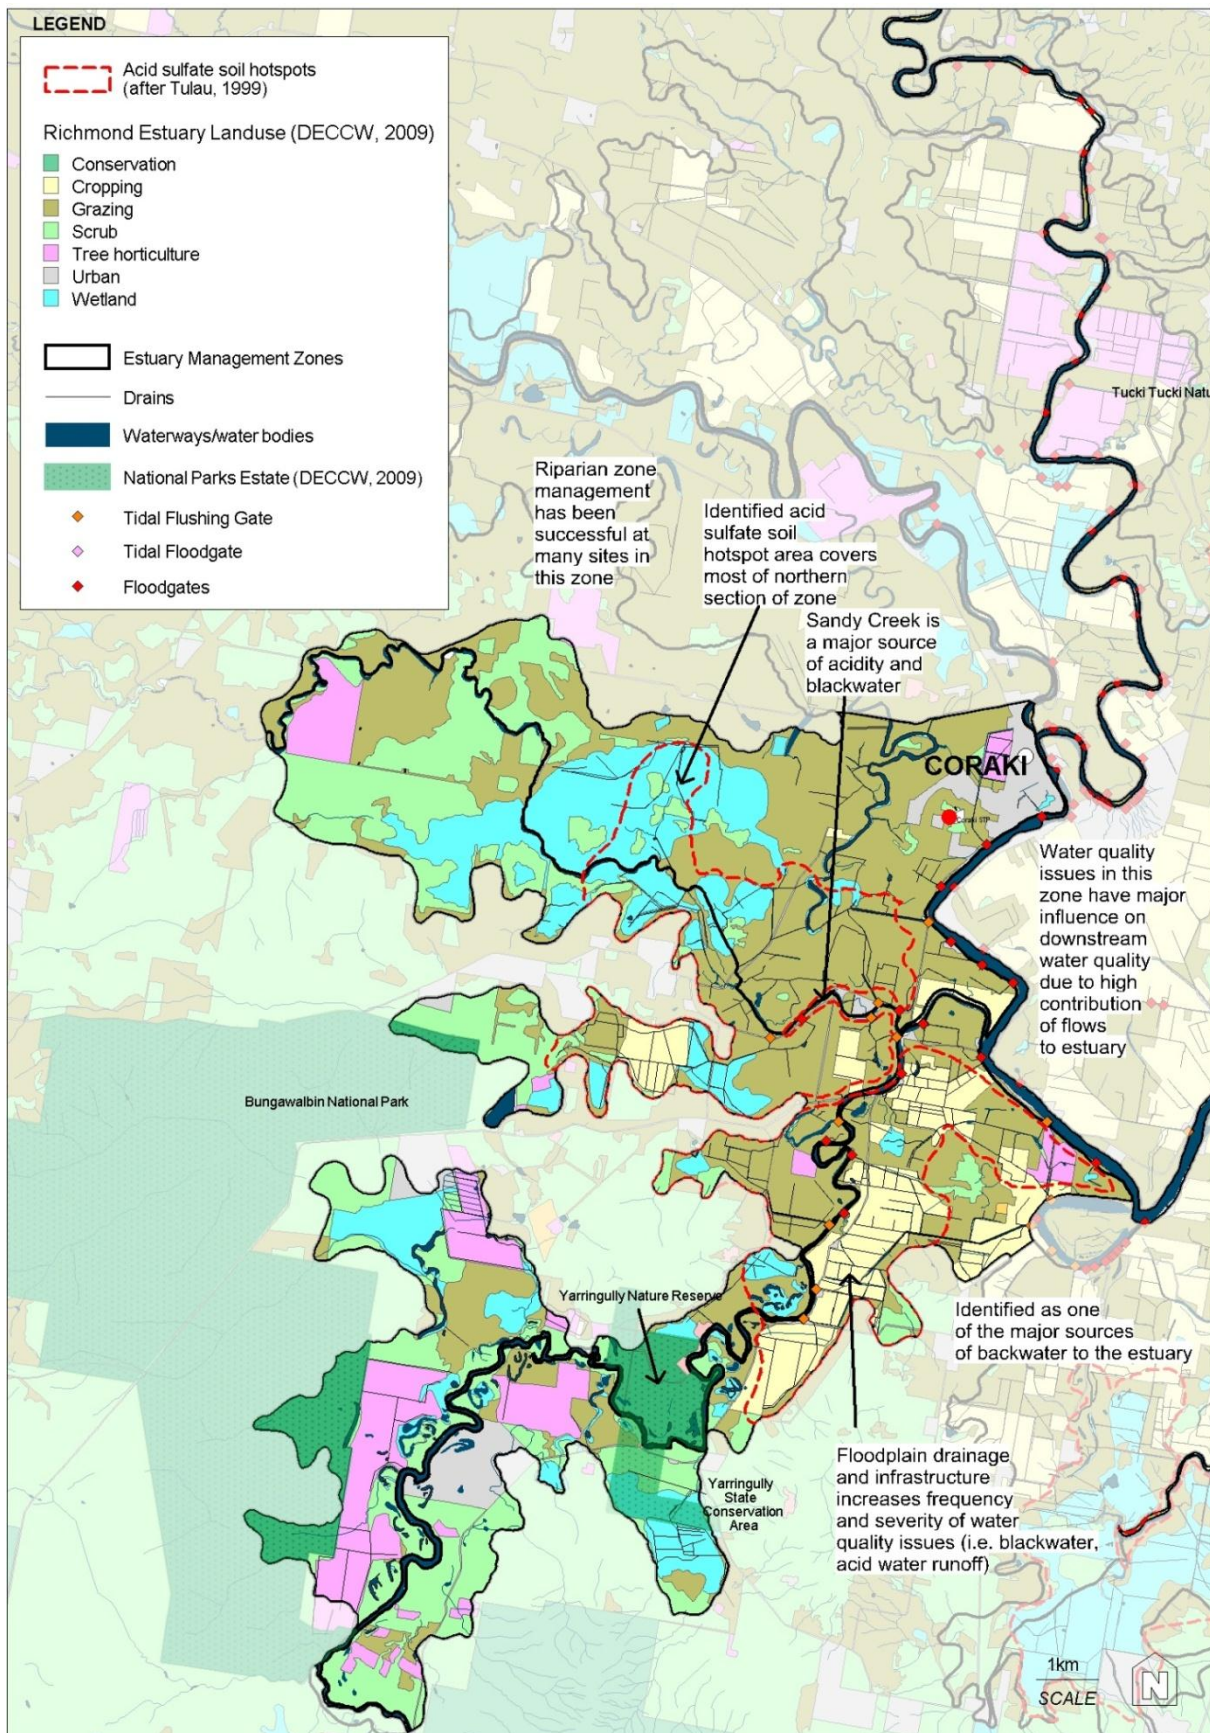 LEGEND
Acid sulfate soil hotspots
(after Tulau, 1999)
Richmond Estuary Landuse (DECCW, 2009)
Conservation
Cropping
Grazing
Scrub
Tree horticulture
Urban
Wetland
Estuary Management Zones
Drains
Waterways/water bodies
National Parks Estate (DECCW, 2009)
Tidal Flushing Gate
Tidal Floodgate
Floodgates
Tucki Tucki Natu
Riparian zone
management
has been
successful at
many sites in
this zone
Identified acid
sulfate soil
hotspot area covers
most of northern
section of zone
Sandy Creek is
a major source
of acidity and
blackwater
CORAKI
Coraki STP
Water quality
issues in this
zone have major
influence on
downstream
water quality
due to high
contribution
of flows
to estuary
Bungawalbin National Park
Yarringully Nature Reserve
Identified as one
of the major sources
of backwater to the estuary
Yarringully
State
Conservation
Area
Floodplain drainage
and infrastructure
increases frequency
and severity of water
quality issues (i.e. blackwater,
acid water runoff)
1km
SCALE
N